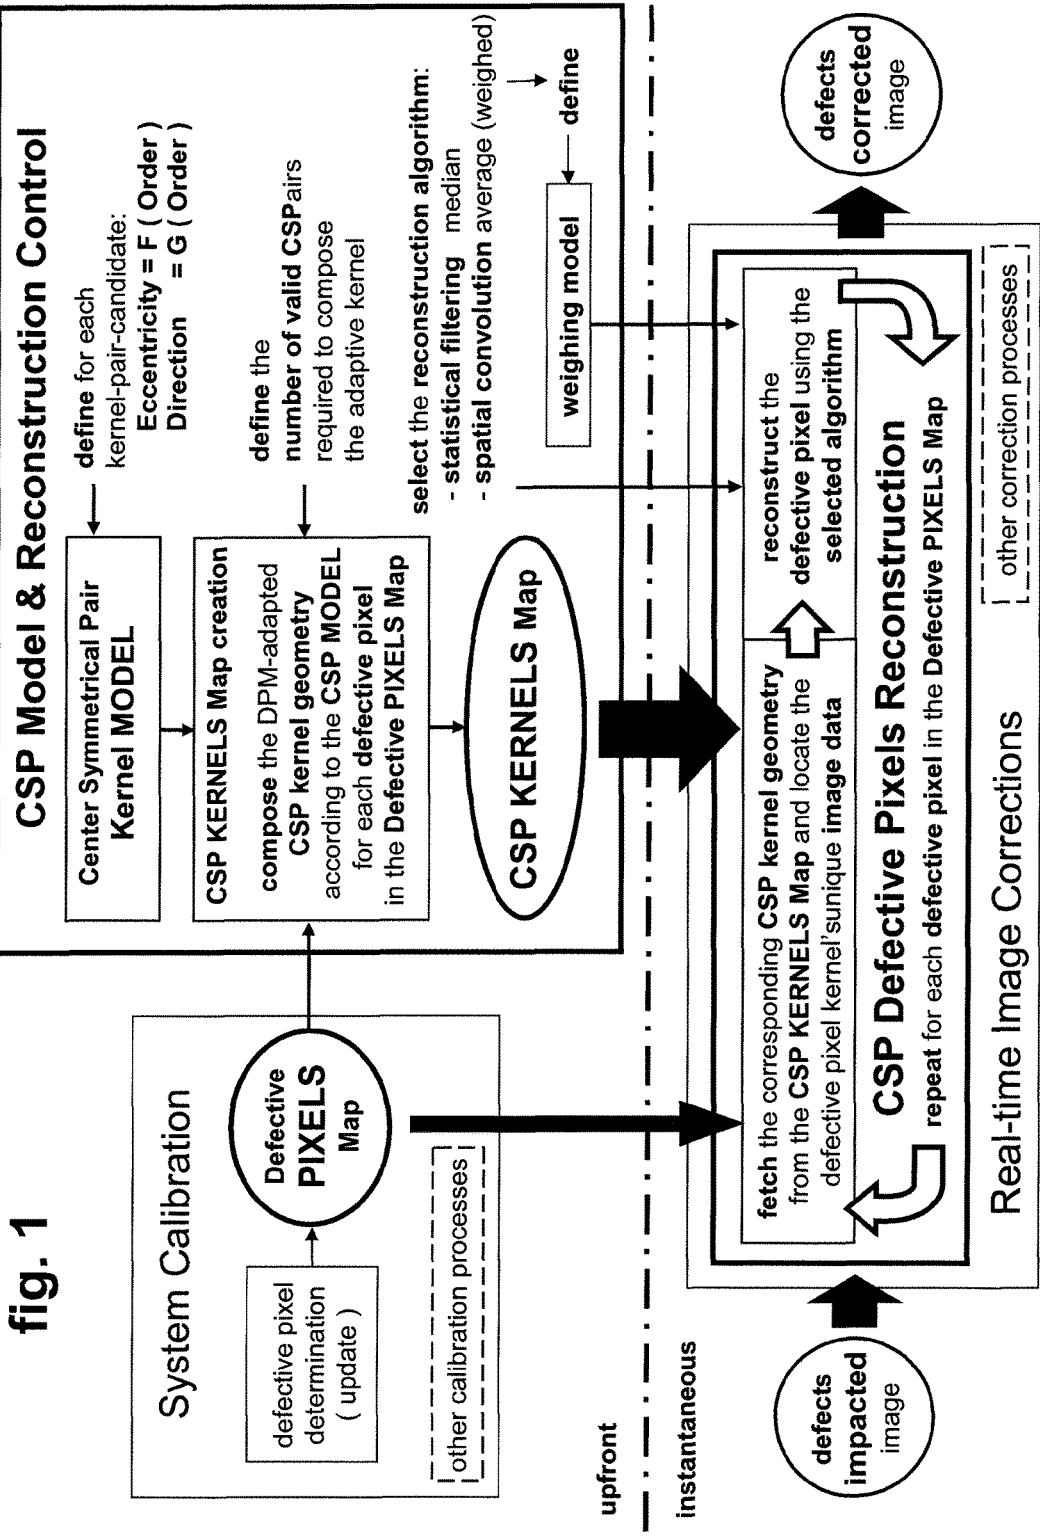 fig. 1
System Calibration
defective pixel
determination
( update )
Defective
PIXELS
Map
other calibration processes
CSP Model & Reconstruction Control
Center Symmetrical Pair
Kernel MODEL
define for each
kernel-pair-candidate:
Eccentricity = F ( Order )
Direction = G ( Order )
CSP KERNELS Map creation
compose the DPM-adapted
CSP kernel geometry
according to the CSP MODEL
for each defective pixel
in the Defective PIXELS Map
define the
number of valid CSPairs
required to compose
the adaptive kernel
CSP KERNELS Map
select the reconstruction algorithm:
- statistical filtering median
- spatial convolution average (weighed)
weighing model
define
upfront
instantaneous
defects
impacted
image
fetch the corresponding CSP kernel geometry
from the CSP KERNELS Map and locate the
defective pixel kernel'sunique image data
reconstruct the
defective pixel using the
selected algorithm
CSP Defective Pixels Reconstruction
repeat for each defective pixel in the Defective PIXELS Map
Real-time Image Corrections
other correction processes
defects
corrected
image